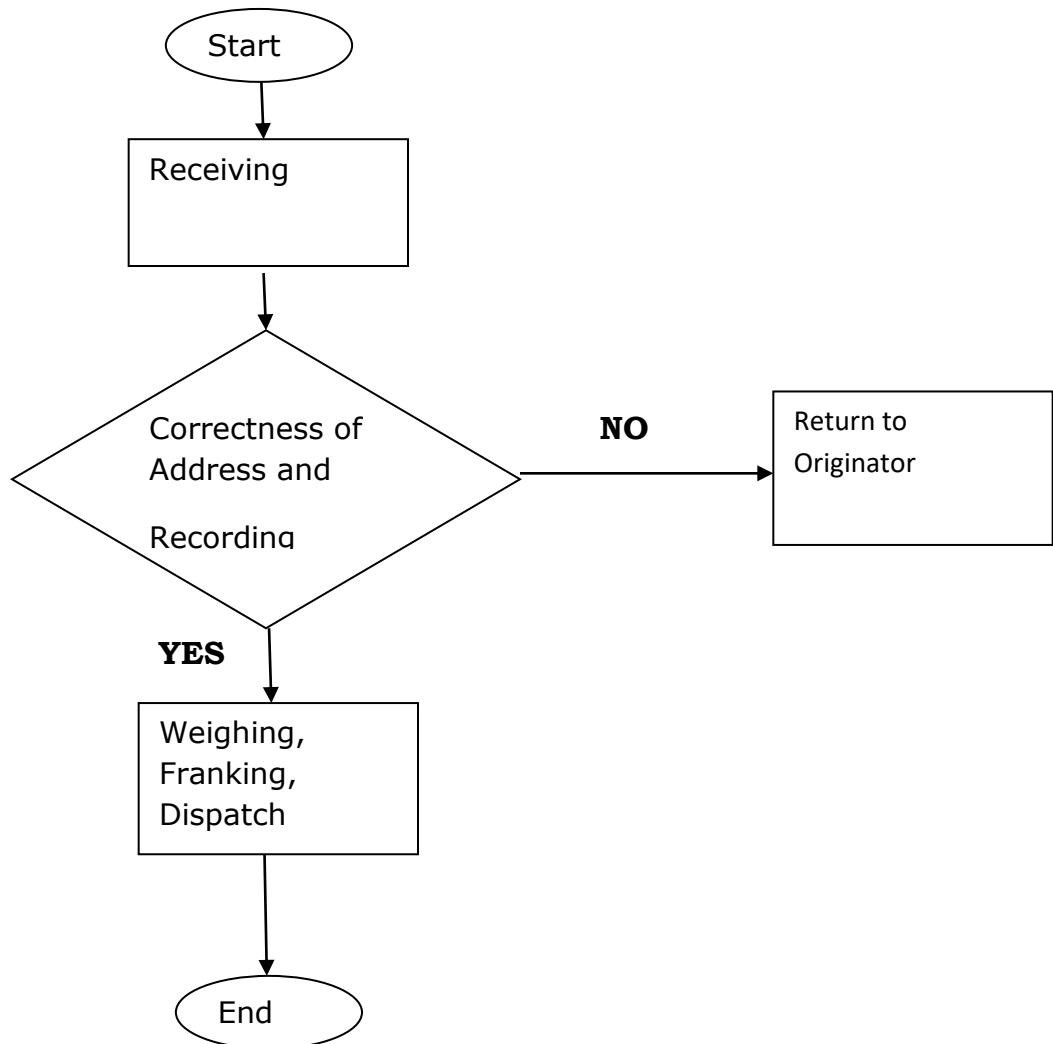 Start
Receiving
Correctness of
Address and
Recording
NO
Return to
Originator
YES
Weighing,
Franking,
Dispatch
End